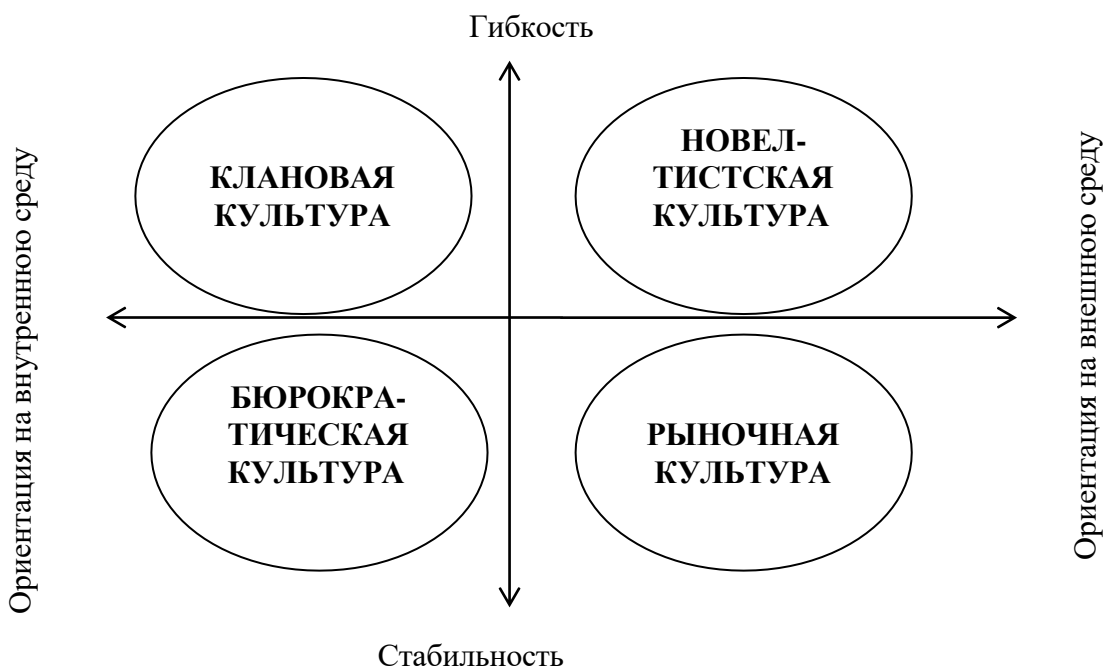 Гибкость
Ориентация на внутреннюю среду
КЛАНОВАЯ
КУЛЬТУРА
НОВЕЛ-
ТИСТСКАЯ
КУЛЬТУРА
Ориентация на внешнюю среду
БЮРОКРА-
ТИЧЕСКАЯ
КУЛЬТУРА
РЫНОЧНАЯ
КУЛЬТУРА
Стабильность